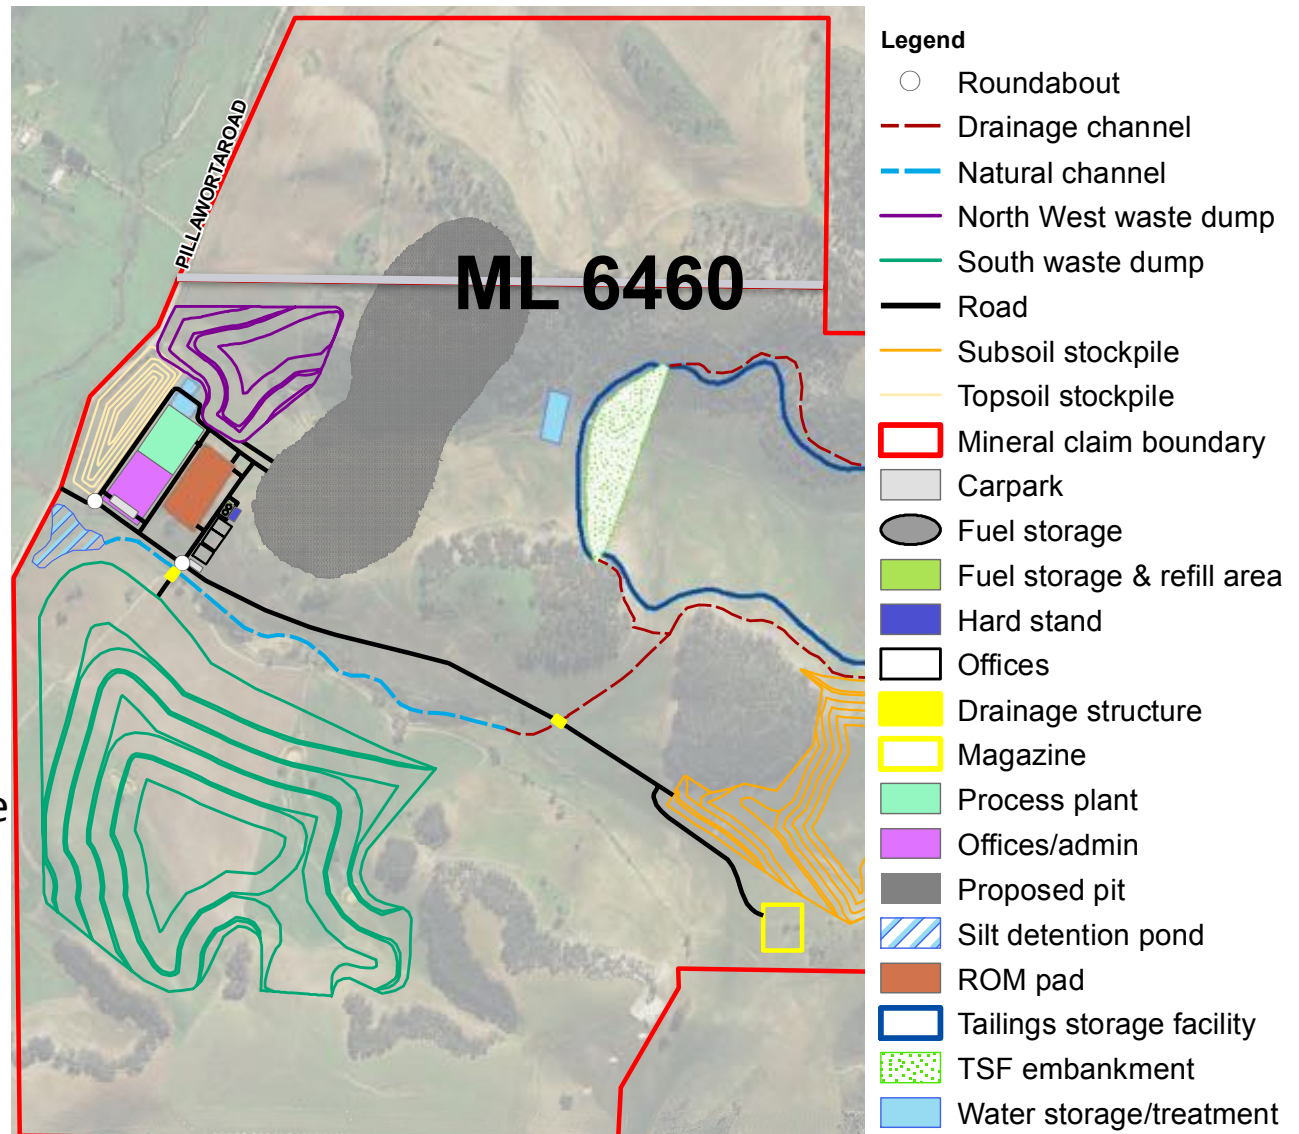 PILLAWORTAROAD
ML 6460
e
Legend
Roundabout
Drainage channel
Natural channel
North West waste dump
South waste dump
Road
Subsoil stockpile
Topsoil stockpile
Mineral claim boundary
Carpark
Fuel storage
Fuel storage & refill area
Hard stand
Offices
Drainage structure
Magazine
Process plant
Offices/admin
Proposed pit
Silt detention pond
ROM pad
Tailings storage facility
TSF embankment
Water storage/treatment